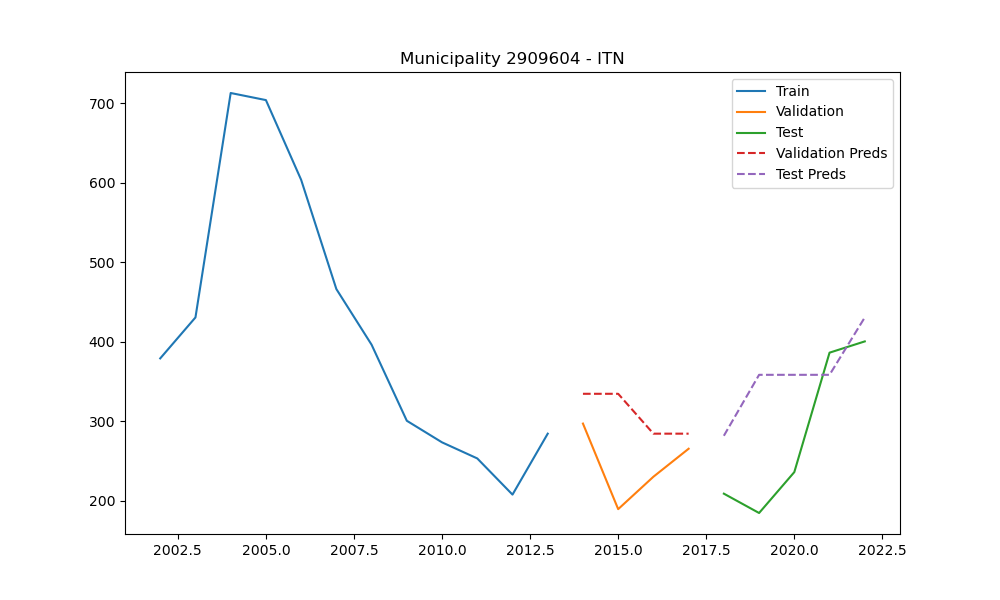 Municipality 2909604 - ITN
700
600
500
400
300
200
2002.5 2005.0 2007.5 2010.0 2012.5 2015.0 2017.5 2020.0 2022.5
Train
Validation
Test
Validation Preds
Test Preds